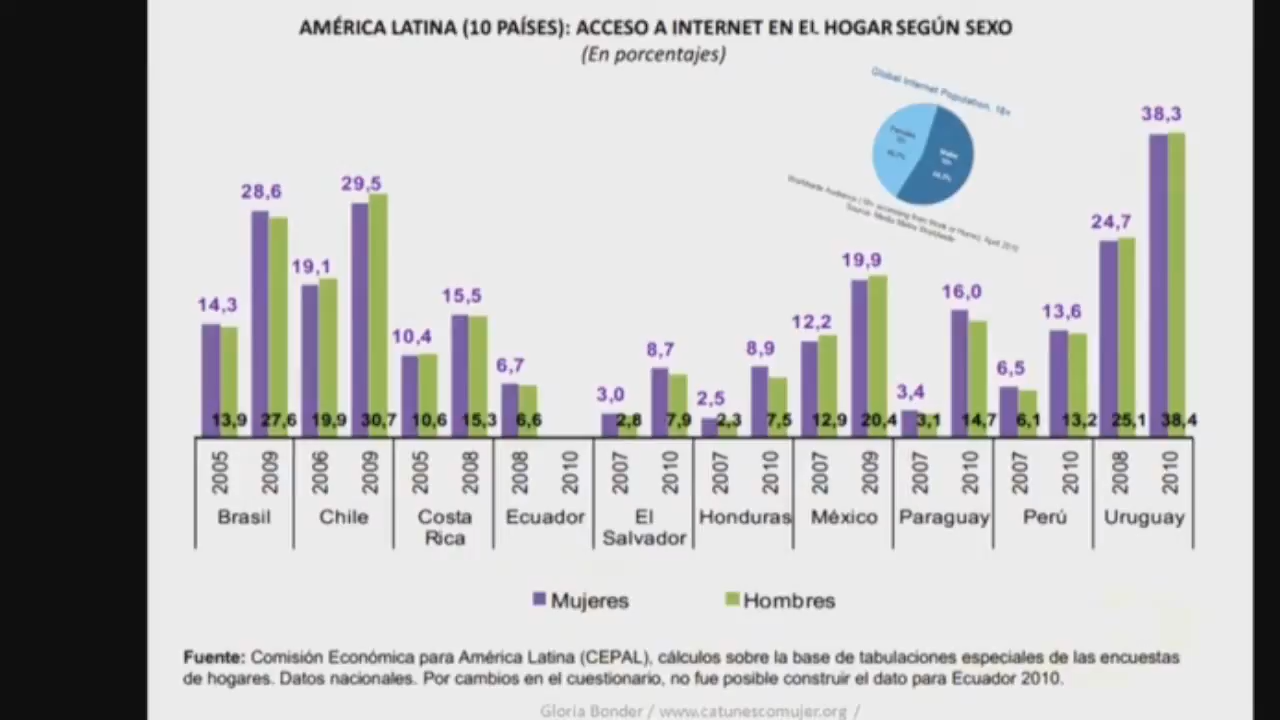 AMÉRICA LATINA (10 PAÍSES): ACCESO A INTERNET EN EL HOGAR SEGÚN SEXO
(En porcentajes)
Global Internet Population, 15+
38,3
29,5
28,6
24,7
19,1
19,9
14,3
15,5
16,0
12,2
13,6
10,4
6,7
8,7
8,9
6,5
3,0
2,5
3,4
13,9 27,6 19,9 30,7 10,6 15,3 6,6 2,8 7,9 2,3 7,5 12,9 20,4 3,1 14,7 6,1 13,2 25,1 38,4
2005 2009 2006 2009 2005 2008 2008 2010 2007 2010 2007 2010 2007 2009 2007 2010 2007 2010 2008 2010
Brasil Chile Costa Rica Ecuador El Salvador Honduras México Paraguay Perú Uruguay
Mujeres Hombres
Fuente: Comisión Económica para América Latina (CEPAL), cálculos sobre la base de tabulaciones especiales de las encuestas
de hogares. Datos nacionales. Por cambios en el cuestionario, no fue posible construir el dato para Ecuador 2010.
Gloria Bonder / www.catunescomujer.org /